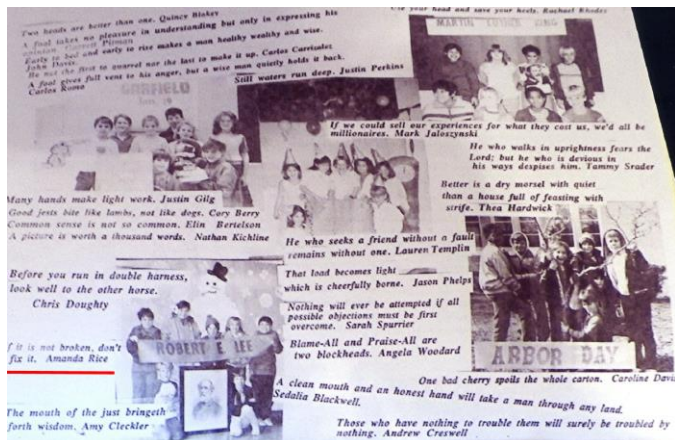 Two heads are better than one. Quincy Blakey
A fool takes no pleasure in understanding but only in expressing his
opinion. Garrett Pitman
Early to bed and early to rise makes a man healthy wealthy and wise.
John Davis
Be not the first to quarrel nor the last to make it up. Carlos Carrisalez
A fool gives full vent to his anger, but a wise man quietly holds it back.
Carlos Rozea
Use your head and save your heels. Rachael Rhodes
MARTIN LUTHER KING
Still waters run deep. Justin Perkins
GARFIELD
If we could sell our experiences for what they cost us, we'd all be
millionaires. Mark Jaloszynski
He who walks in uprightness fears the
Lord; but he who is devious in
his ways despises him. Tammy Srader
Better is a dry morsel with quiet
than a house full of feasting with
strife. Thea Hardwick
Many hands make light work. Justin Gilg
Good jests bite like lambs, not like dogs. Cory Berry
Common sense is not so common. Elin Bertelson
A picture is worth a thousand words. Nathan Kichline
He who seeks a friend without a fault
remains without one. Lauren Templin
Before you run in double harness,
look well to the other horse.
Chris Doughty
That load becomes light
which is cheerfully borne. Jason Phelps
Nothing will ever be attempted if all
possible objections must be first
overcome. Sarah Spurrier
Blame-All and Praise-All are
two blockheads. Angela Woodard
ROBERT E LEE
ARBOR DAY
If it is not broken, don't
fix it. Amanda Rice
One bad cherry spoils the whole carton. Caroline Davis
A clean mouth and an honest hand will take a man through any land.
Sedalia Blackwell.
The mouth of the just bringeth
forth wisdom. Amy Cleckler
Those who have nothing to trouble them will surely be troubled by
nothing. Andrew Creswell